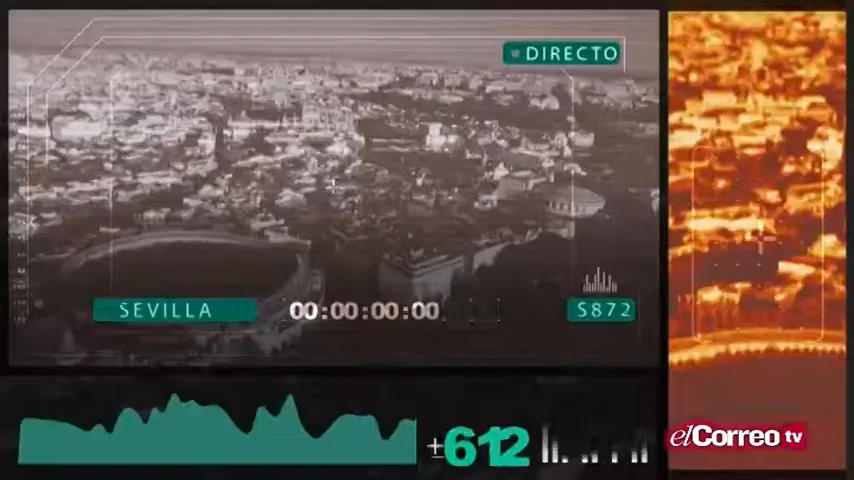 DIRECTO
SEVILLA
00:00:00:00
S872
±612
elCorreo tv